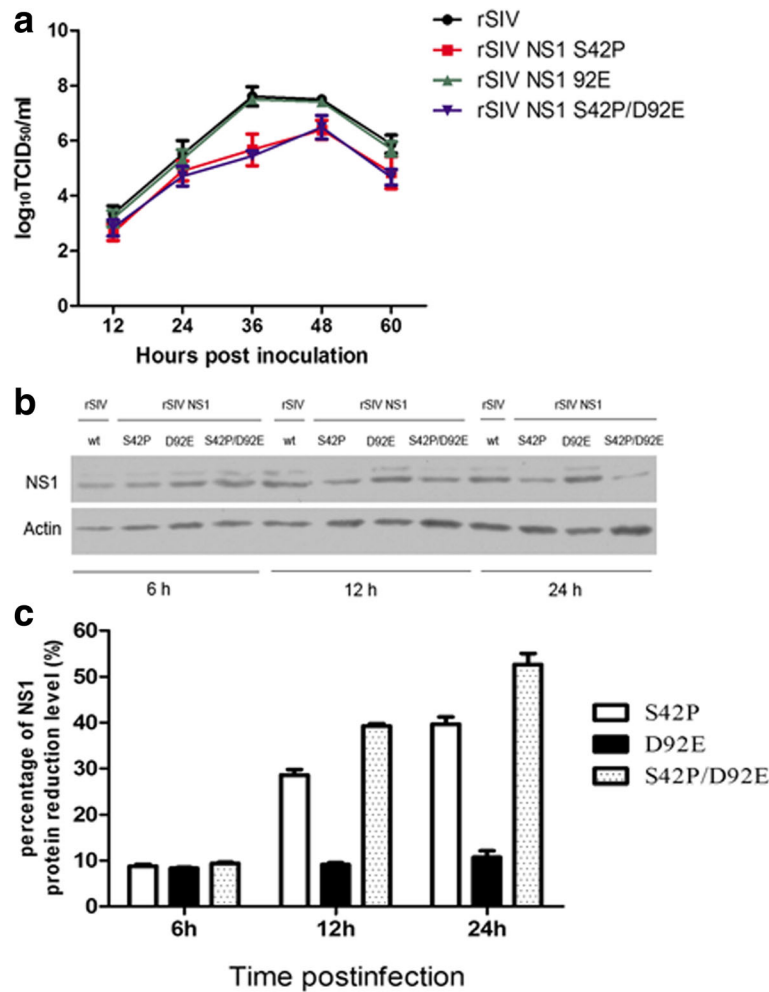 a
rSIV
rSIV NS1 S42P
rSIV NS1 92E
rSIV NS1 S42P/D92E
log₁₀TCID₅₀/ml
10
8
6
4
2
0
12 24 36 48 60
Hours post inoculation
b
rSIV rSIV NS1 rSIV rSIV NS1 rSIV rSIV NS1
wt S42P D92E S42P/D92E wt S42P D92E S42P/D92E wt S42P D92E S42P/D92E
NS1
Actin
6 h 12 h 24 h
c
percentage of NS1
protein reduction level (%)
60
50
40
30
20
10
0
6h 12h 24h
Time postinfection
S42P
D92E
S42P/D92E